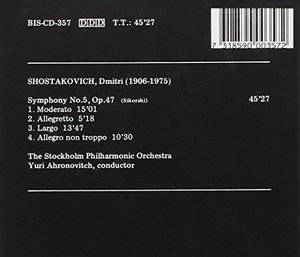 BIS-CD-357 DDD T.T.: 45'27
7 318590 003572
SHOSTAKOVICH, Dmitri (1906-1975)
Symphony No.5, Op.47 (Sikorski) 45'27
1. Moderato 15'01
2. Allegretto 5'18
3. Largo 13'47
4. Allegro non troppo 10'30
The Stockholm Philharmonic Orchestra
Yuri Ahronovitch, conductor